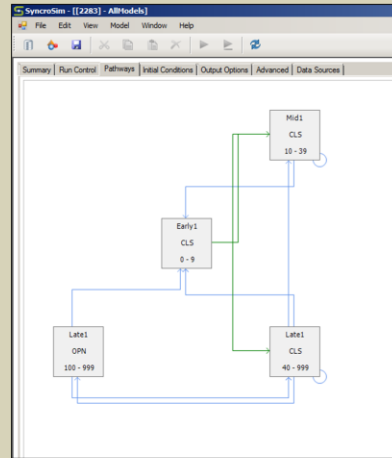 SyncroSim - [[2283] - AllModels]
File Edit View Model Window Help
Summary Run Control Pathways Initial Conditions Output Options Advanced Data Sources
Mid1
CLS
10 - 39
Early1
CLS
0 - 9
Late1
OPN
100 - 999
Late1
CLS
40 - 999